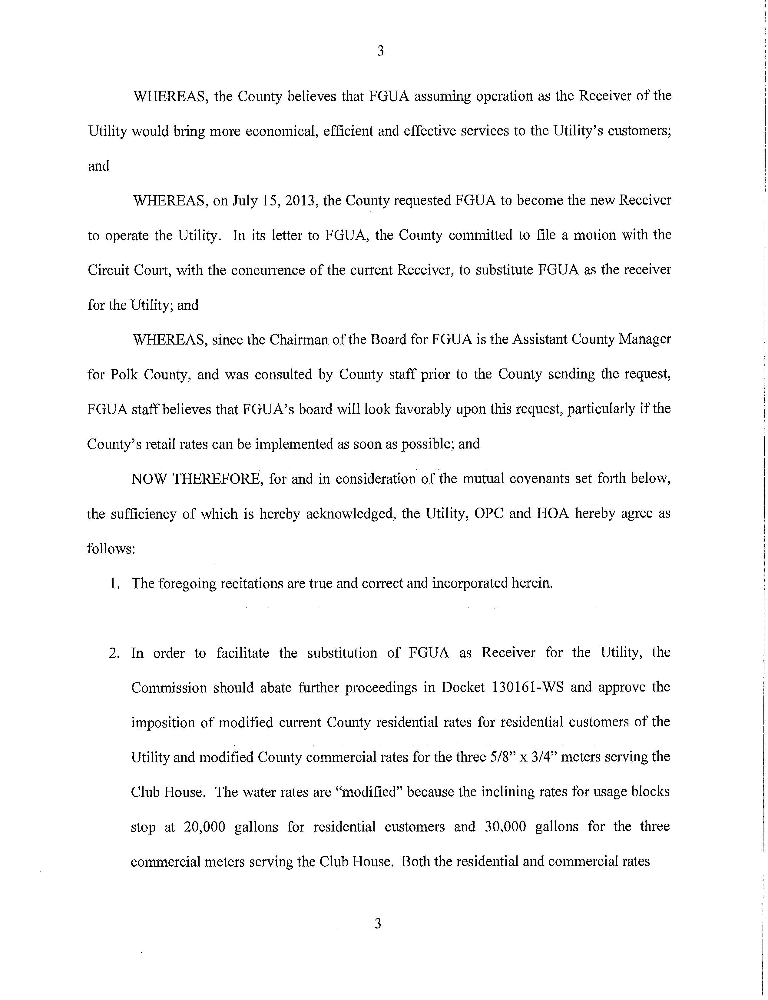 3
WHEREAS, the County believes that FGUA assuming operation as the Receiver of the
Utility would bring more economical, efficient and effective services to the Utility's customers;
and
WHEREAS, on July 15, 2013, the County requested FGUA to become the new Receiver
to operate the Utility. In its letter to FGUA, the County committed to file a motion with the
Circuit Court, with the concurrence of the current Receiver, to substitute FGUA as the receiver
for the Utility; and
WHEREAS, since the Chairman of the Board for FGUA is the Assistant County Manager
for Polk County, and was consulted by County staff prior to the County sending the request,
FGUA staff believes that FGUA's board will look favorably upon this request, particularly if the
County's retail rates can be implemented as soon as possible; and
NOW THEREFORE, for and in consideration of the mutual covenants set forth below,
the sufficiency of which is hereby acknowledged, the Utility, OPC and HOA hereby agree as
follows:
1. The foregoing recitations are true and correct and incorporated herein.
2. In order to facilitate the substitution of FGUA as Receiver for the Utility, the
Commission should abate further proceedings in Docket 130161-WS and approve the
imposition of modified current County residential rates for residential customers of the
Utility and modified County commercial rates for the three 5/8" x 3/4" meters serving the
Club House. The water rates are "modified" because the inclining rates for usage blocks
stop at 20,000 gallons for residential customers and 30,000 gallons for the three
commercial meters serving the Club House. Both the residential and commercial rates
3